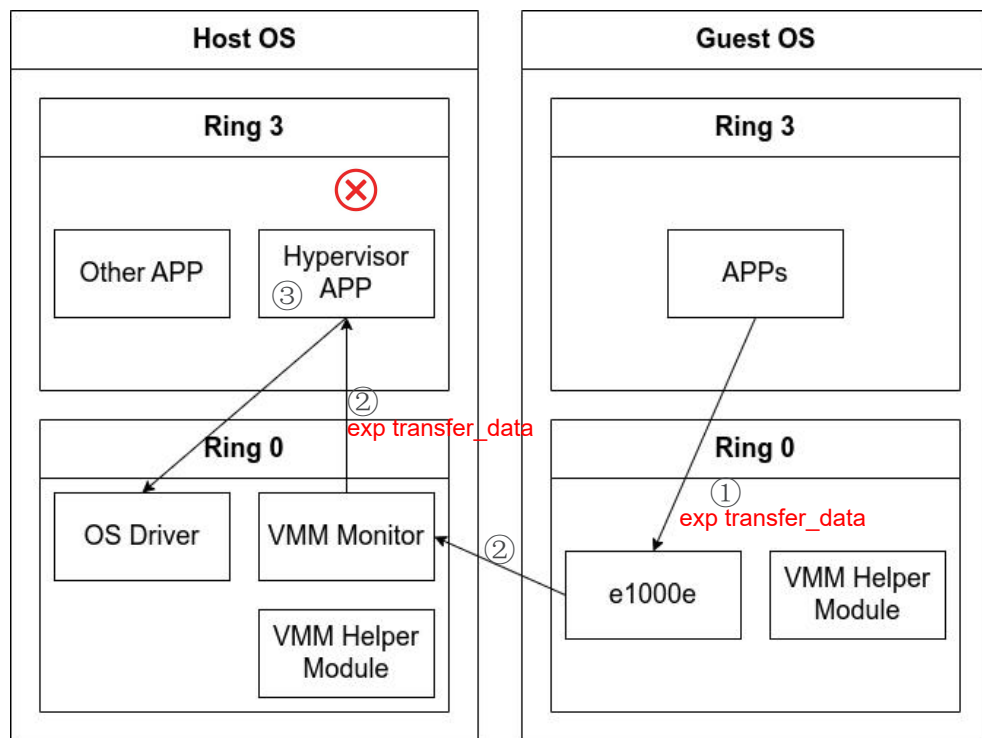 Host OS
Ring 3
Other APP
Hypervisor
APP
③
②
exp transfer_data
Ring 0
OS Driver
VMM Monitor
VMM Helper
Module
Guest OS
Ring 3
APPs
Ring 0
①
exp transfer_data
②
e1000e
VMM Helper
Module